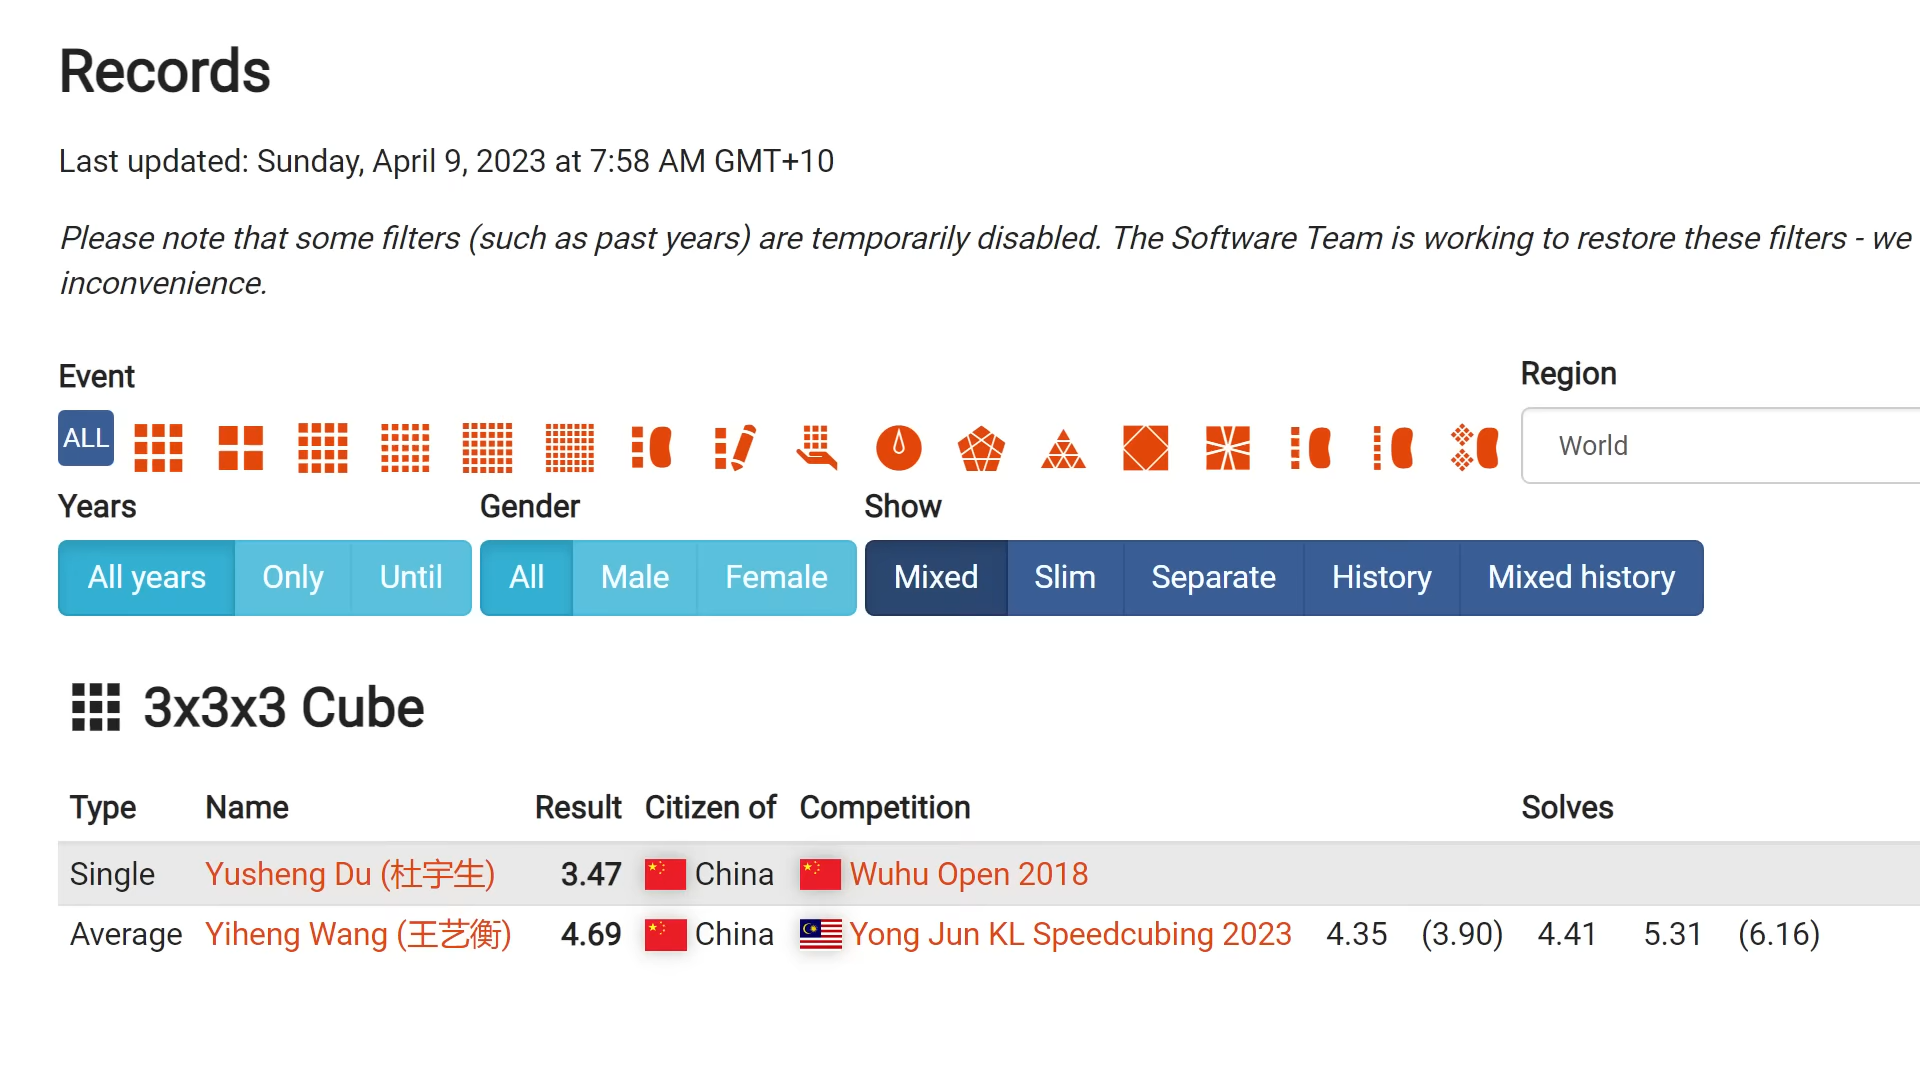 Records
Last updated: Sunday, April 9, 2023 at 7:58 AM GMT+10
Please note that some filters (such as past years) are temporarily disabled. The Software Team is working to restore these filters - we
inconvenience.
Event
Region
ALL
World
Years Gender Show
All years Only Until All Male Female Mixed Slim Separate History Mixed history
3x3x3 Cube
Type Name Result Citizen of Competition Solves
Single Yusheng Du (杜宇生) 3.47 China Wuhu Open 2018
Average Yiheng Wang (王艺衡) 4.69 China Yong Jun KL Speedcubing 2023 4.35 (3.90) 4.41 5.31 (6.16)